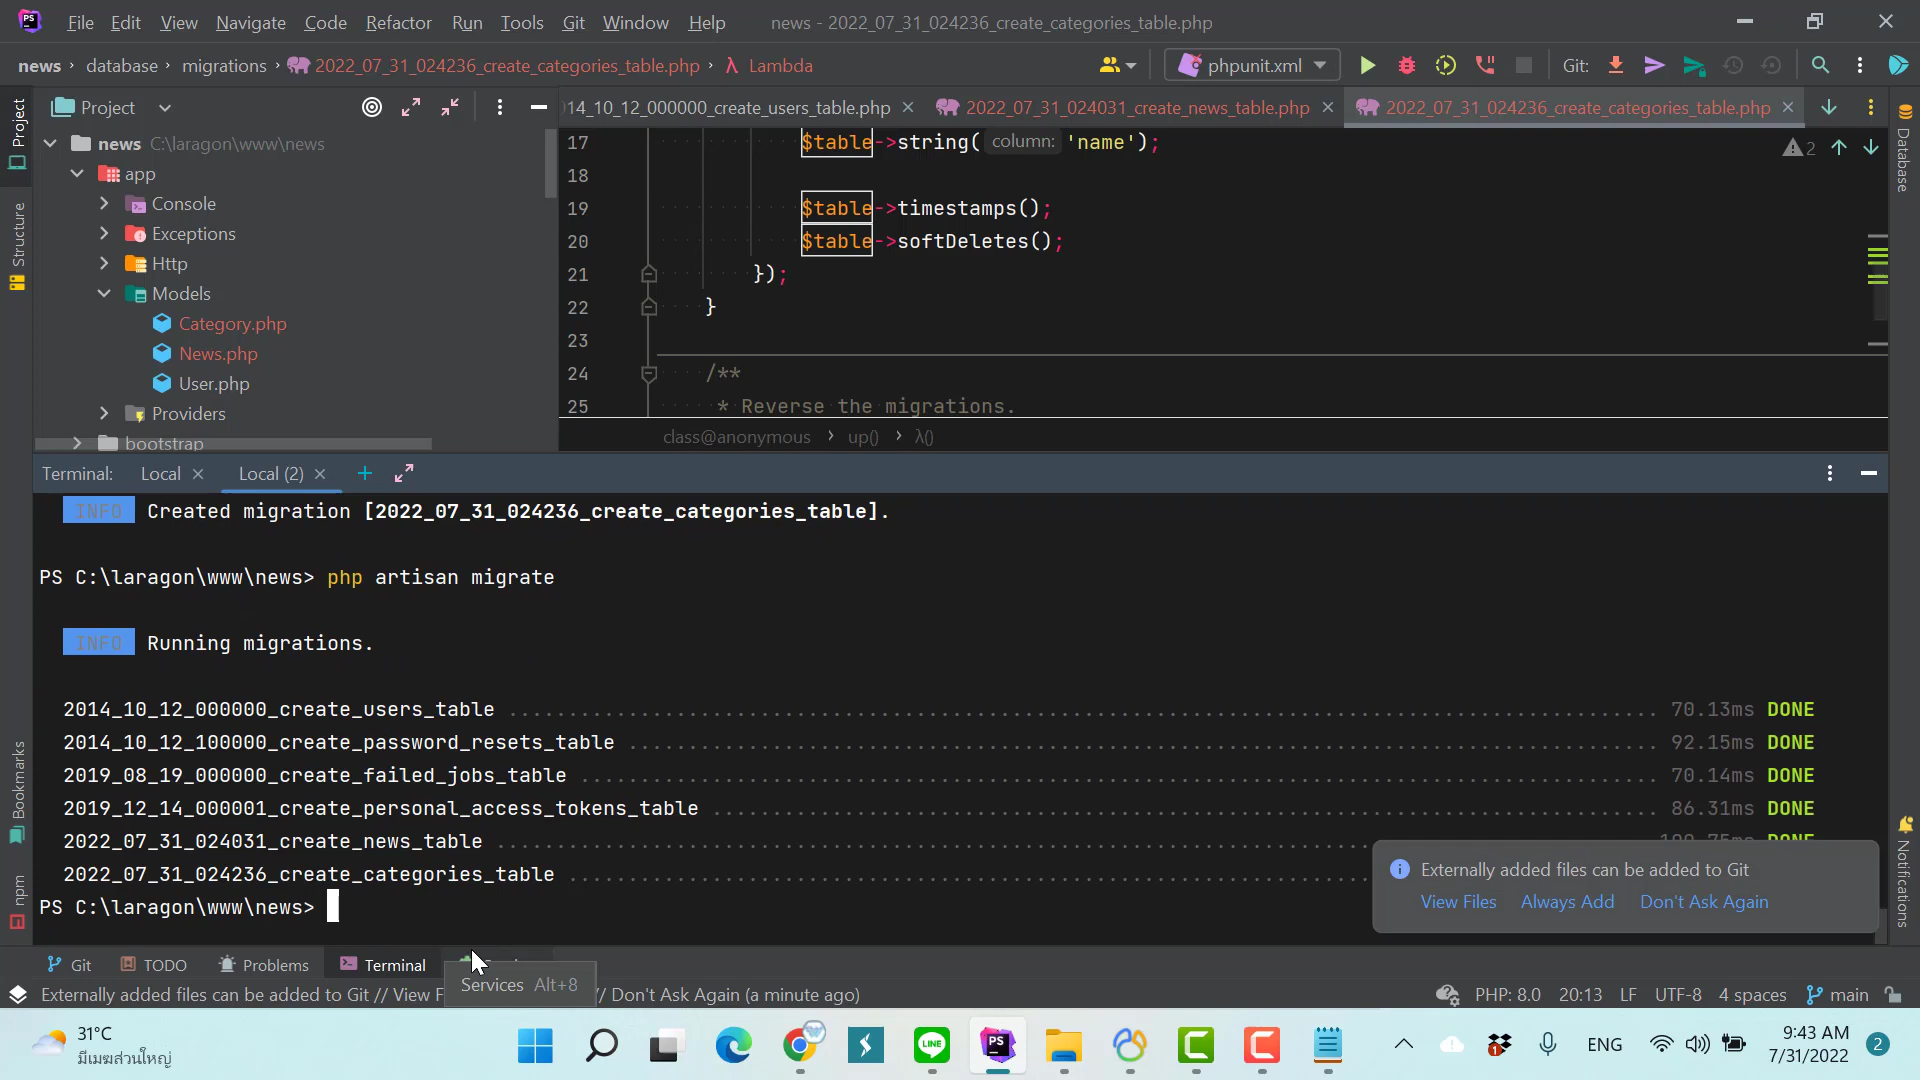 File Edit View Navigate Code Refactor Run Tools Git Window Help news - 2022_07_31_024236_create_categories_table.php
news database migrations 2022_07_31_024236_create_categories_table.php λ Lambda phpunit.xml Git:
Project 14_10_12_000000_create_users_table.php 2022_07_31_024031_create_news_table.php 2022_07_31_024236_create_categories_table.php
Project
Structure
Bookmarks
npm
Database
Notifications
news C:\laragon\www\news
app
Console
Exceptions
Http
Models
Category.php
News.php
User.php
Providers
bootstrap
17 $table->string( column: 'name');
18
19 $table->timestamps();
20 $table->softDeletes();
21 });
22 }
23
24 /**
25 * Reverse the migrations.
2
class@anonymous › up() › λ()
Terminal: Local Local (2)
INFO Created migration [2022_07_31_024236_create_categories_table].
PS C:\laragon\www\news> php artisan migrate
INFO Running migrations.
2014_10_12_000000_create_users_table 70.13ms DONE
2014_10_12_100000_create_password_resets_table 92.15ms DONE
2019_08_19_000000_create_failed_jobs_table 70.14ms DONE
2019_12_14_000001_create_personal_access_tokens_table 86.31ms DONE
2022_07_31_024031_create_news_table
2022_07_31_024236_create_categories_table
PS C:\laragon\www\news>
Externally added files can be added to Git
View Files Always Add Don't Ask Again
Git TODO Problems Terminal
Services Alt+8
Externally added files can be added to Git // View F // Don't Ask Again (a minute ago) PHP: 8.0 20:13 LF UTF-8 4 spaces main
31°C
มีเมฆส่วนใหญ่
PS LINE 1 ENG
9:43 AM
7/31/2022 2